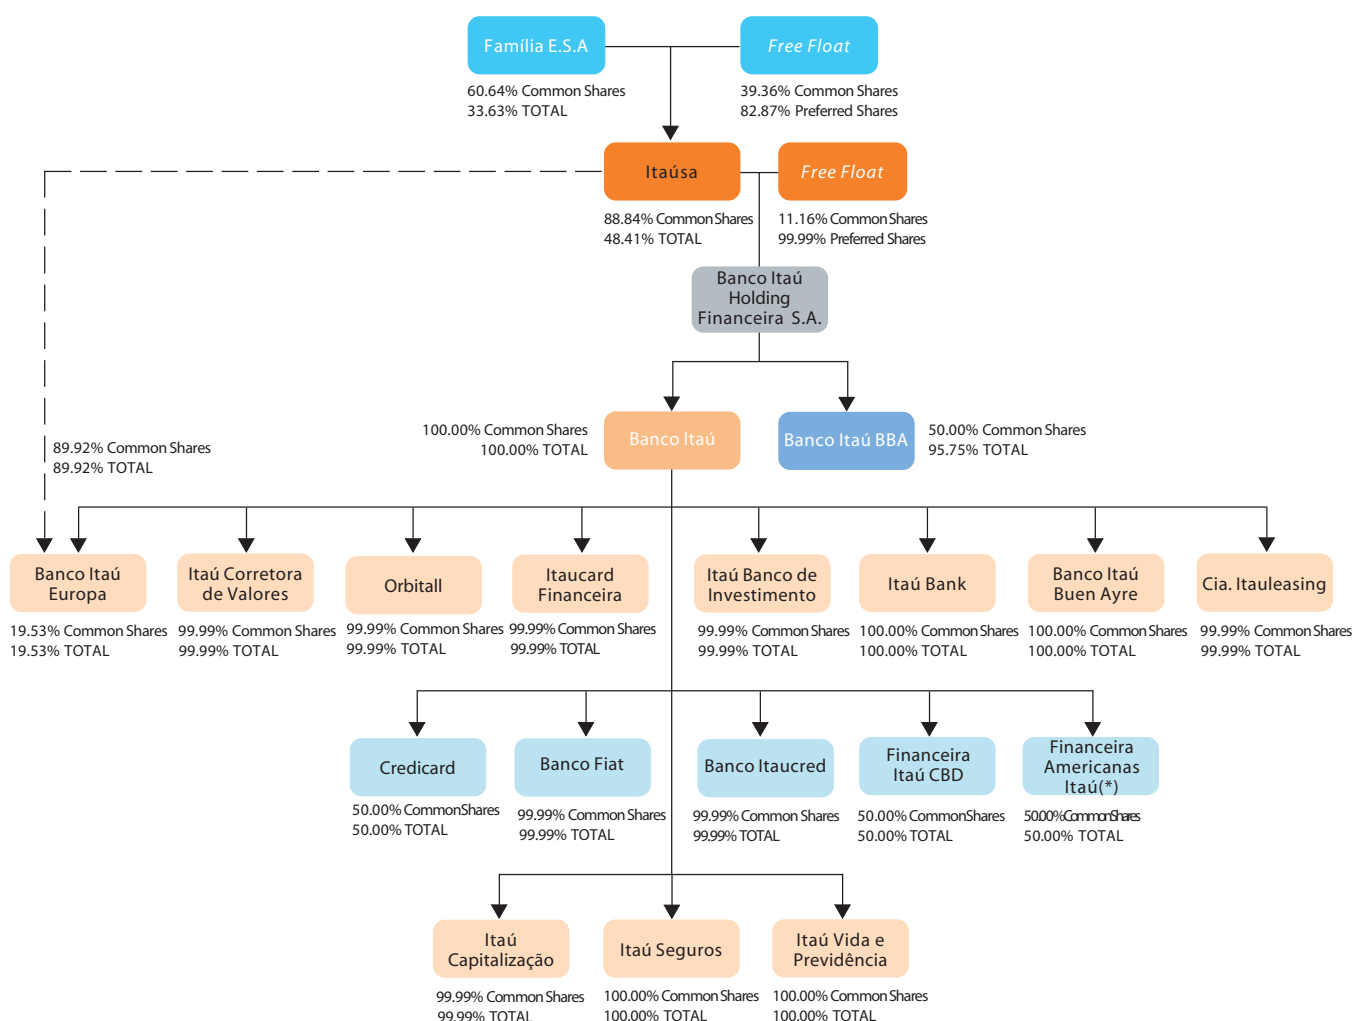 Família E.S.A
60.64% Common Shares
33.63% TOTAL
Free Float
39.36% Common Shares
82.87% Preferred Shares
Itaúsa
88.84% Common Shares
48.41% TOTAL
Free Float
11.16% Common Shares
99.99% Preferred Shares
Banco Itaú
Holding
Financeira S.A.
100.00% Common Shares
100.00% TOTAL
Banco Itaú
Banco Itaú BBA
50.00% Common Shares
95.75% TOTAL
89.92% Common Shares
89.92% TOTAL
Banco Itaú
Europa
19.53% Common Shares
19.53% TOTAL
Itaú Corretora
de Valores
99.99% Common Shares
99.99% TOTAL
Orbitall
99.99% Common Shares
99.99% TOTAL
Itaucard
Financeira
99.99% Common Shares
99.99% TOTAL
Itaú Banco de
Investimento
99.99% Common Shares
99.99% TOTAL
Itaú Bank
100.00% Common Shares
100.00% TOTAL
Banco Itaú
Buen Ayre
100.00% Common Shares
100.00% TOTAL
Cia. Itauleasing
99.99% Common Shares
99.99% TOTAL
Credicard
50.00% Common Shares
50.00% TOTAL
Banco Fiat
99.99% Common Shares
99.99% TOTAL
Banco Itaucred
99.99% Common Shares
99.99% TOTAL
Financeira
Itaú CBD
50.00% Common Shares
50.00% TOTAL
Financeira
Americanas
Itaú(*)
50.00% Common Shares
50.00% TOTAL
Itaú
Capitalização
99.99% Common Shares
99.99% TOTAL
Itaú Seguros
100.00% Common Shares
100.00% TOTAL
Itaú Vida e
Previdência
100.00% Common Shares
100.00% TOTAL